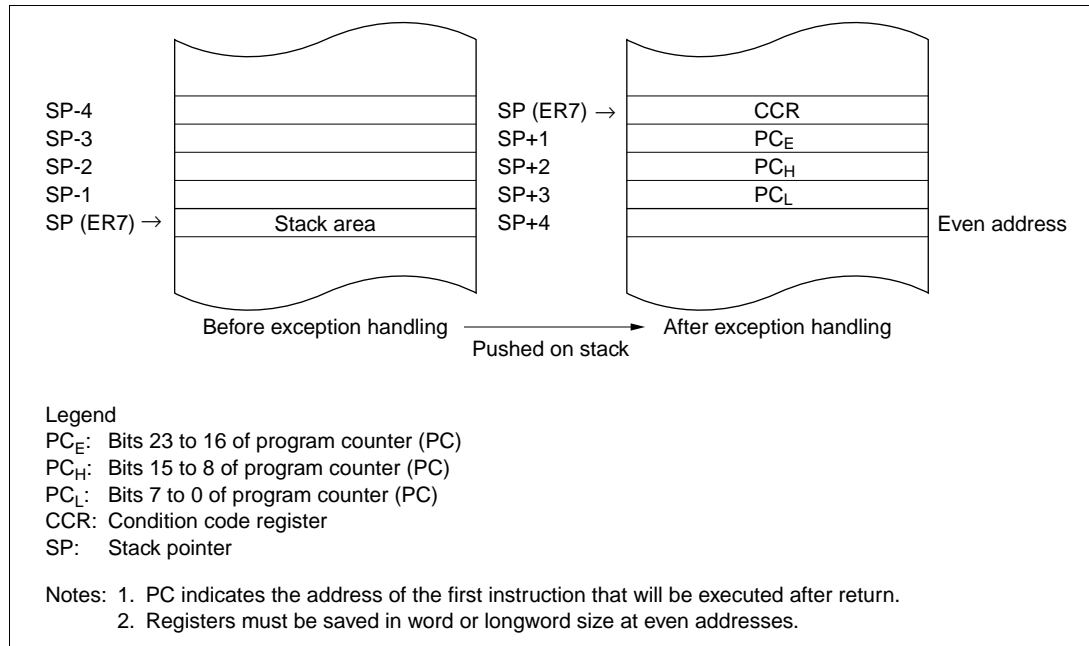 SP-4
SP-3
SP-2
SP-1
SP (ER7) →
Stack area
SP (ER7) →
SP+1
SP+2
SP+3
SP+4
CCR
PCE
PCH
PCL
Even address
Before exception handling
Pushed on stack
After exception handling
Legend
PCE: Bits 23 to 16 of program counter (PC)
PCH: Bits 15 to 8 of program counter (PC)
PCL: Bits 7 to 0 of program counter (PC)
CCR: Condition code register
SP: Stack pointer
Notes: 1. PC indicates the address of the first instruction that will be executed after return.
2. Registers must be saved in word or longword size at even addresses.